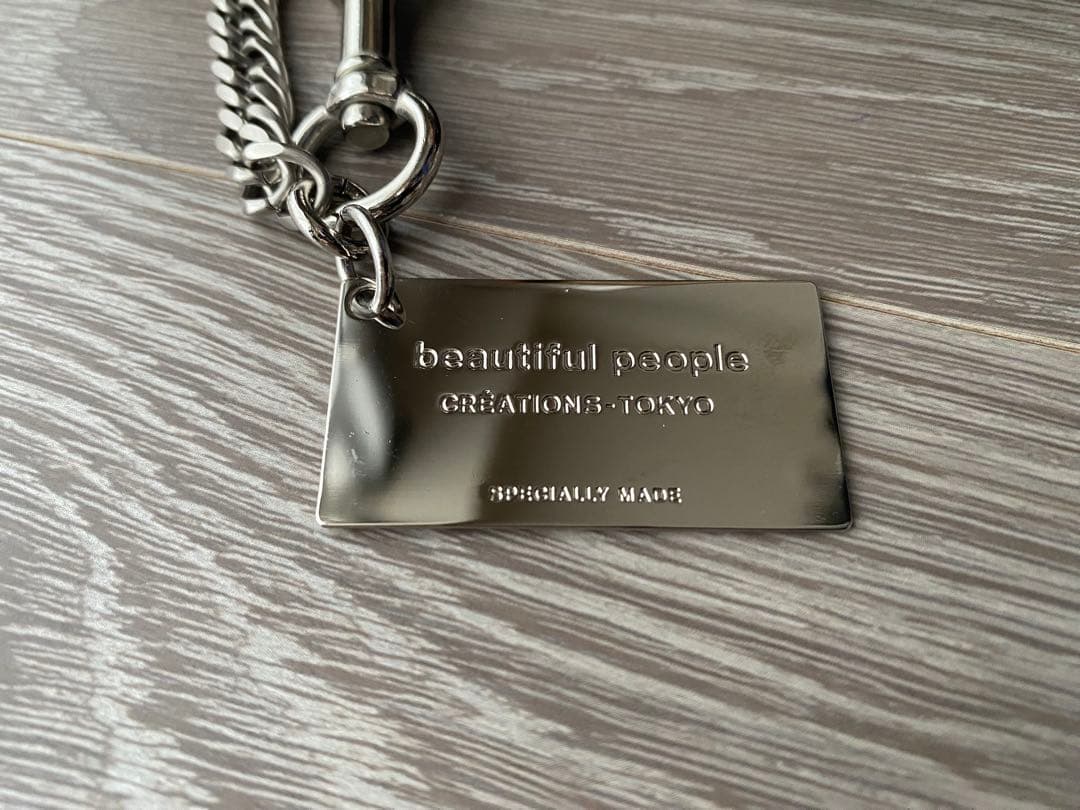 beautiful people
CRÉATIONS-TOKYO
SPECIALLY MADE